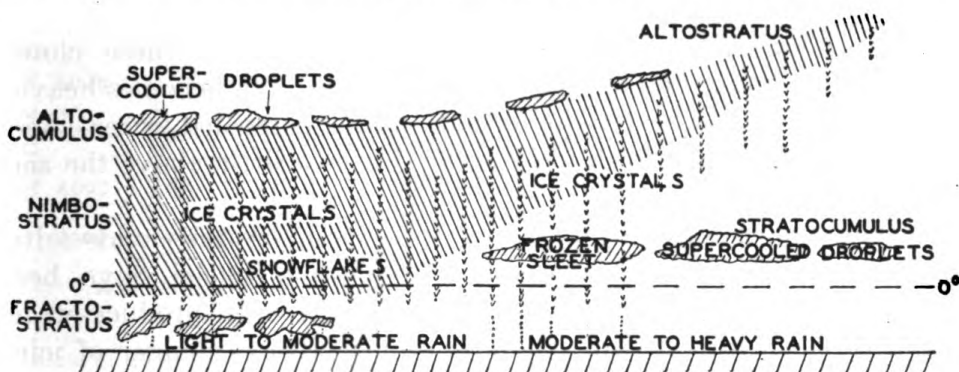 ALTOSTRATUS
SUPER-
COOLED
DROPLETS
ALTO-
CUMULUS
ICE CRYSTALS
NIMBO-
STRATUS
ICE CRYSTALS
STRATOCUMULUS
FROZEN
SLEET
SUPERCOOLED DROPLETS
SNOWFLAKES
0°
0°
FRACTO-
STRATUS
LIGHT TO MODERATE RAIN
MODERATE TO HEAVY RAIN